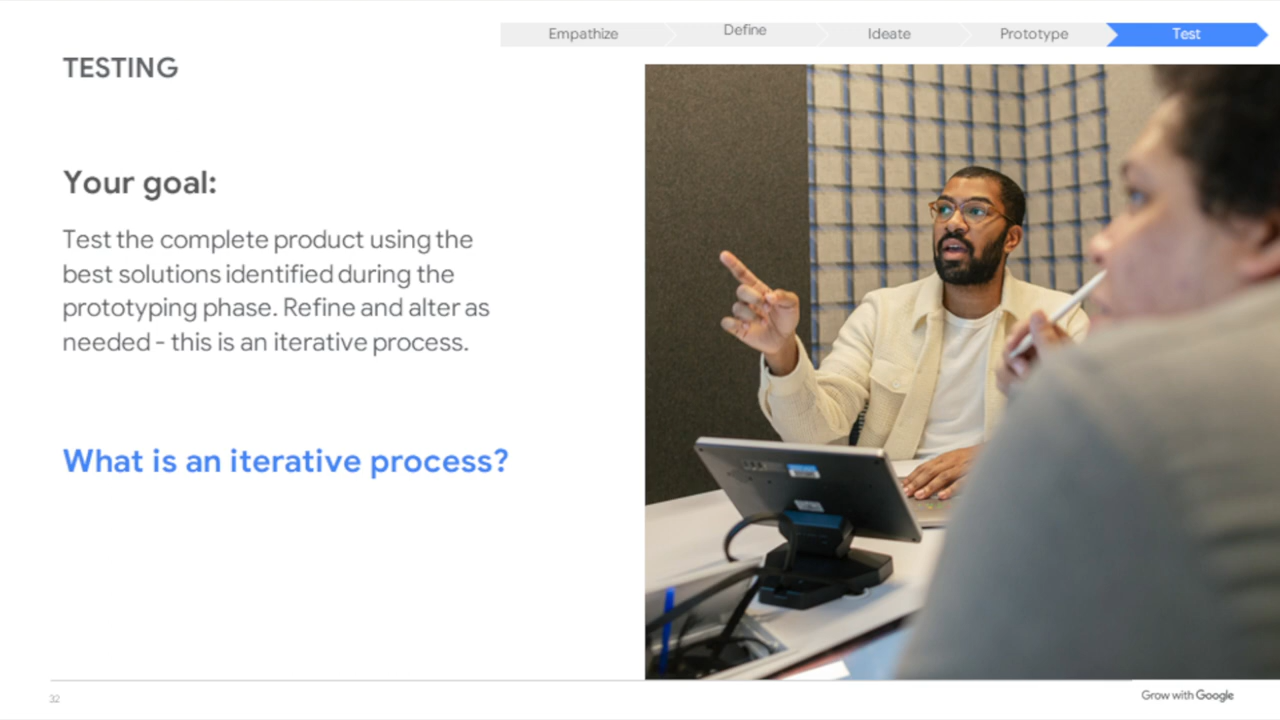 Empathize
Define
Ideate
Prototype
Test
TESTING
Your goal:
Test the complete product using the
best solutions identified during the
prototyping phase. Refine and alter as
needed - this is an iterative process.
What is an iterative process?
32
Grow with Google